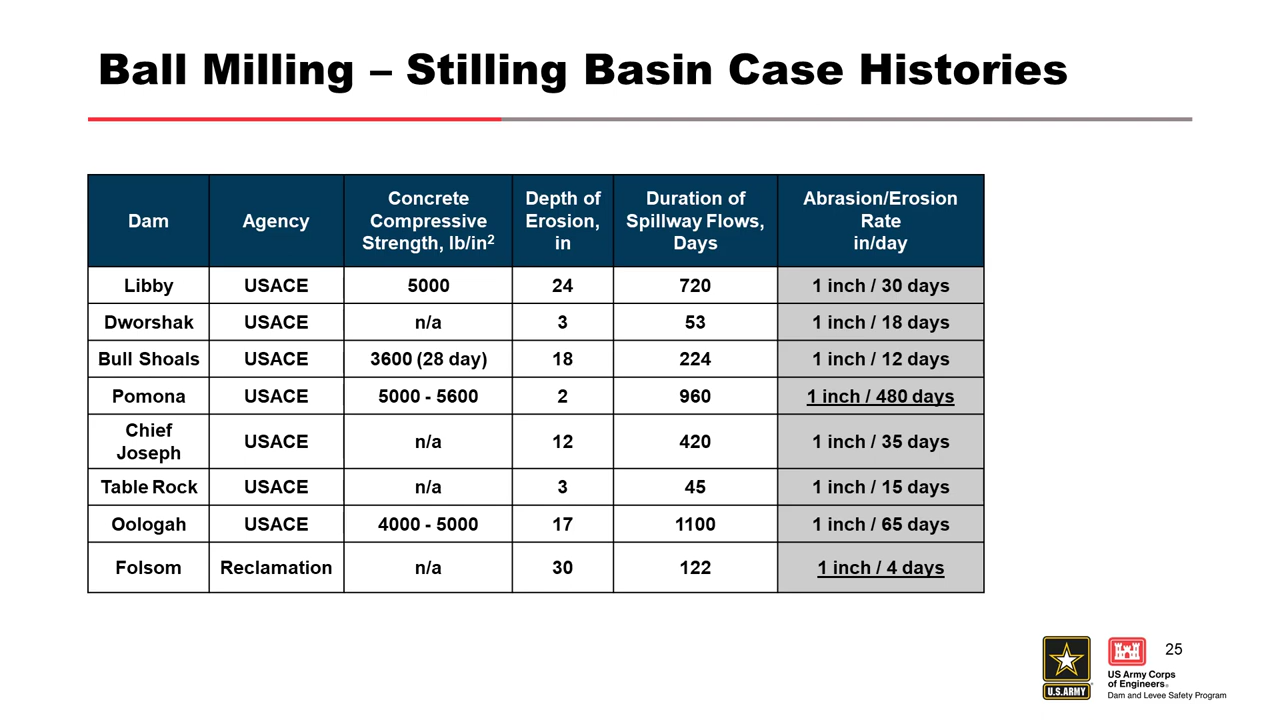 Ball Milling – Stilling Basin Case Histories
Dam Agency Concrete Compressive Strength, lb/in² Depth of Erosion, in Duration of Spillway Flows, Days Abrasion/Erosion Rate in/day
Libby USACE 5000 24 720 1 inch / 30 days
Dworshak USACE n/a 3 53 1 inch / 18 days
Bull Shoals USACE 3600 (28 day) 18 224 1 inch / 12 days
Pomona USACE 5000 - 5600 2 960 1 inch / 480 days
Chief Joseph USACE n/a 12 420 1 inch / 35 days
Table Rock USACE n/a 3 45 1 inch / 15 days
Oologah USACE 4000 - 5000 17 1100 1 inch / 65 days
Folsom Reclamation n/a 30 122 1 inch / 4 days
25
U.S.ARMY
US Army Corps
of Engineers®
Dam and Levee Safety Program